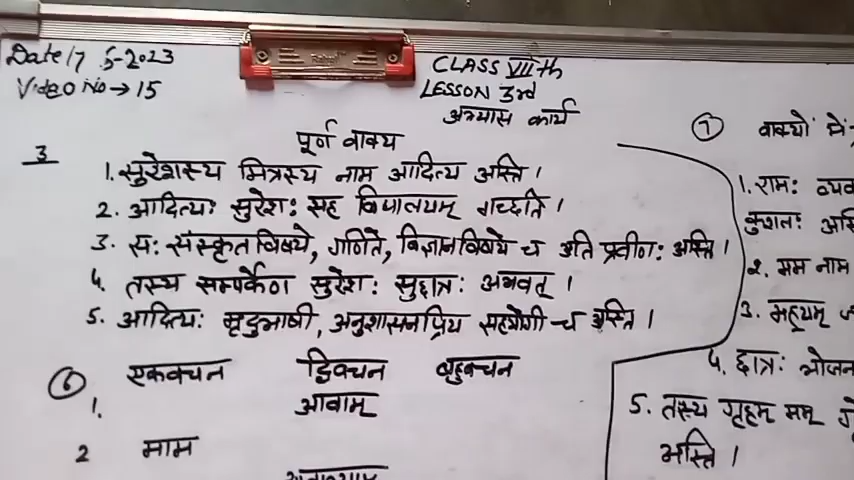 Date 17 5-2023
Video No → 15
CLASS VIIth
LESSON 3rd
अभ्यास कार्य
पूर्ण वाक्य
3
1. सुरेशस्य मित्रस्य नाम आदित्य अस्ति।
2. आदित्यः सुरेशः सह विद्यालयम् गच्छति।
3. सः संस्कृतविषये, गणिते, विज्ञानविषये च अति प्रवीणः अस्ति।
4. तस्य सम्पर्केण सुरेशः सुछात्रः अभवत्।
5. आदित्यः मृदुभाषी, अनुशासनप्रिय सहयोगी च अस्ति।
6 एकवचन द्विवचन बहुवचन
1. आवाम्
2 माम
7 वाक्यों में
1. रामः
कुशलः
2. मम नाम
3. मह्यम्
4. छात्रः भोजन
5. तस्य गृहम् मम्
अस्ति।